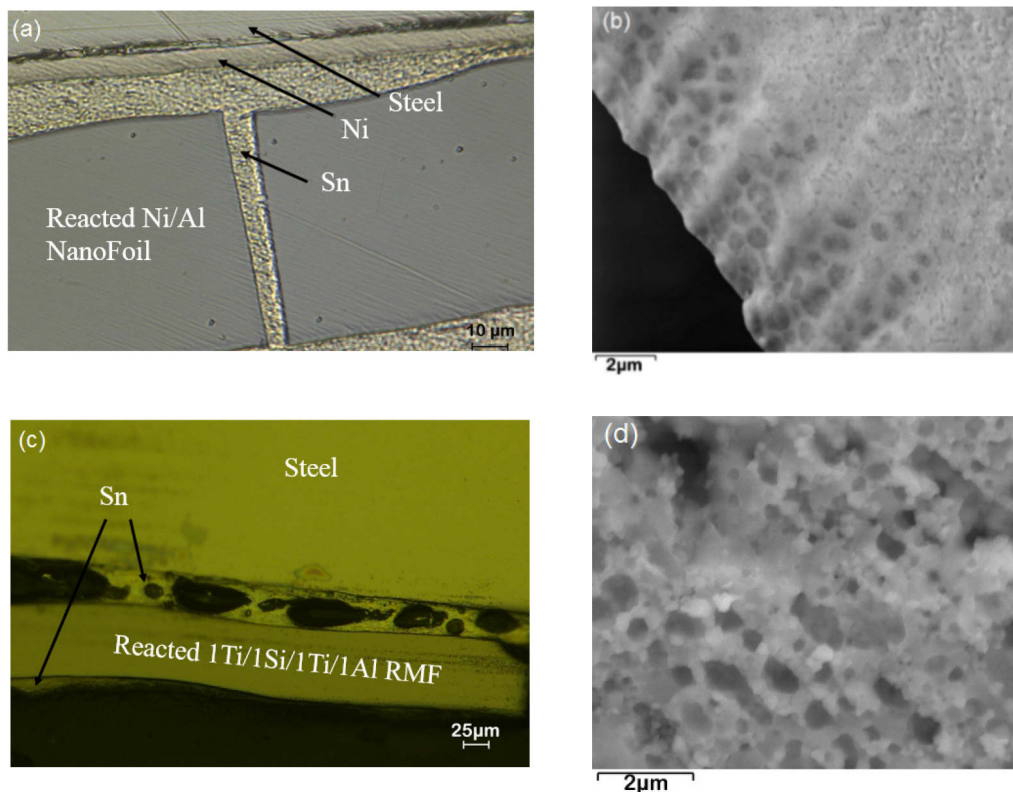 (a)
Steel
Ni
Sn
Reacted Ni/Al
NanoFoil
10 µm
(b)
2µm
(c)
Steel
Sn
Reacted 1Ti/1Si/1Ti/1Al RMF
25µm
(d)
2µm